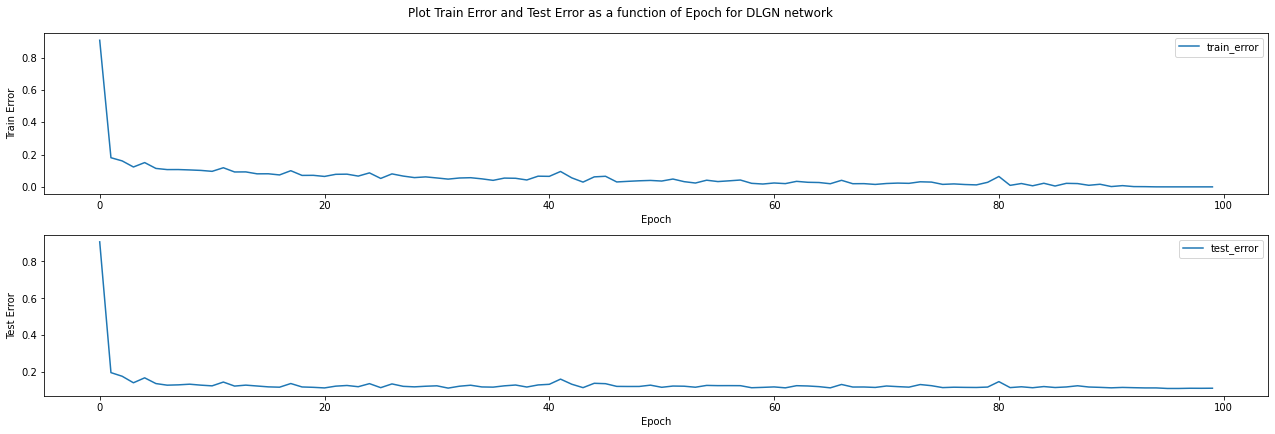 Plot Train Error and Test Error as a function of Epoch for DLGN network
train_error
Train Error
0.8
0.6
0.4
0.2
0.0
0 20 40 60 80 100
Epoch
test_error
Test Error
0.8
0.6
0.4
0.2
0 20 40 60 80 100
Epoch